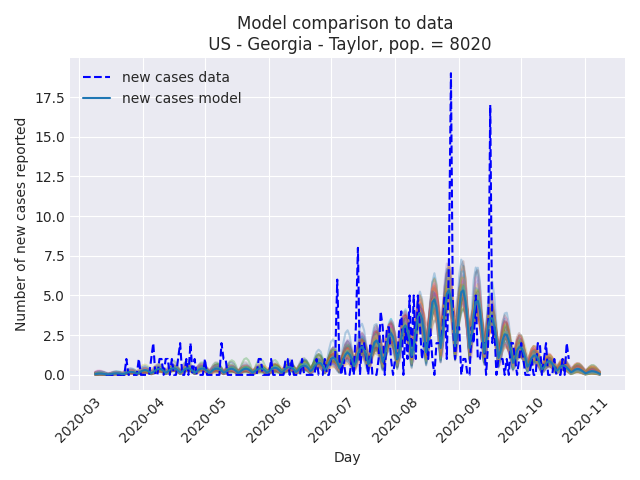 Model comparison to data
US - Georgia - Taylor, pop. = 8020
new cases data
new cases model
Number of new cases reported
17.5
15.0
12.5
10.0
7.5
5.0
2.5
0.0
2020-03
2020-04
2020-05
2020-06
2020-07
2020-08
2020-09
2020-10
2020-11
Day